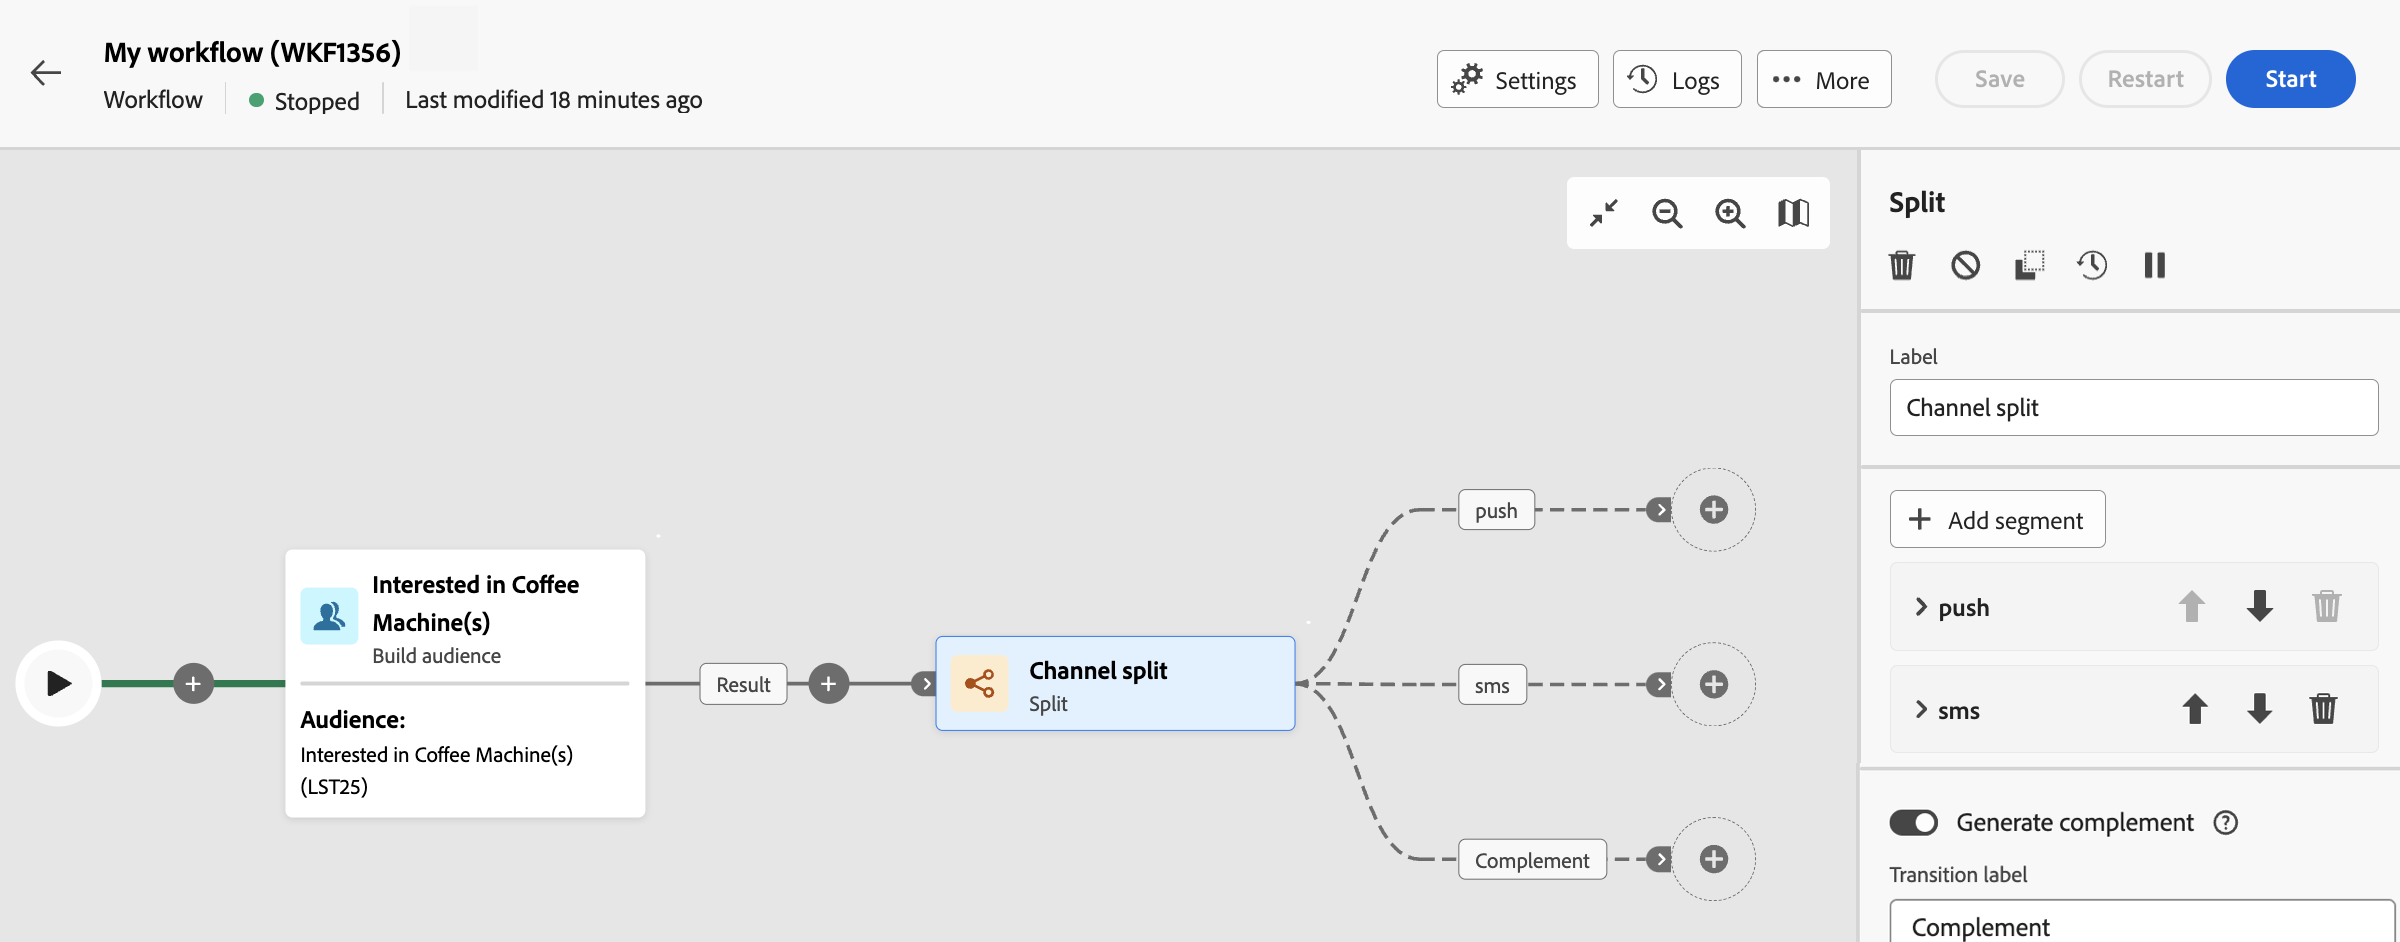 My workflow (WKF1356)
Workflow
Stopped
Last modified 18 minutes ago
Settings
Logs
More
Save
Restart
Start
Interested in Coffee
Machine(s)
Build audience
Audience:
Interested in Coffee Machine(s)
(LST25)
Result
Channel split
Split
push
sms
Complement
Split
Label
Channel split
Add segment
push
sms
Generate complement
Transition label
Complement